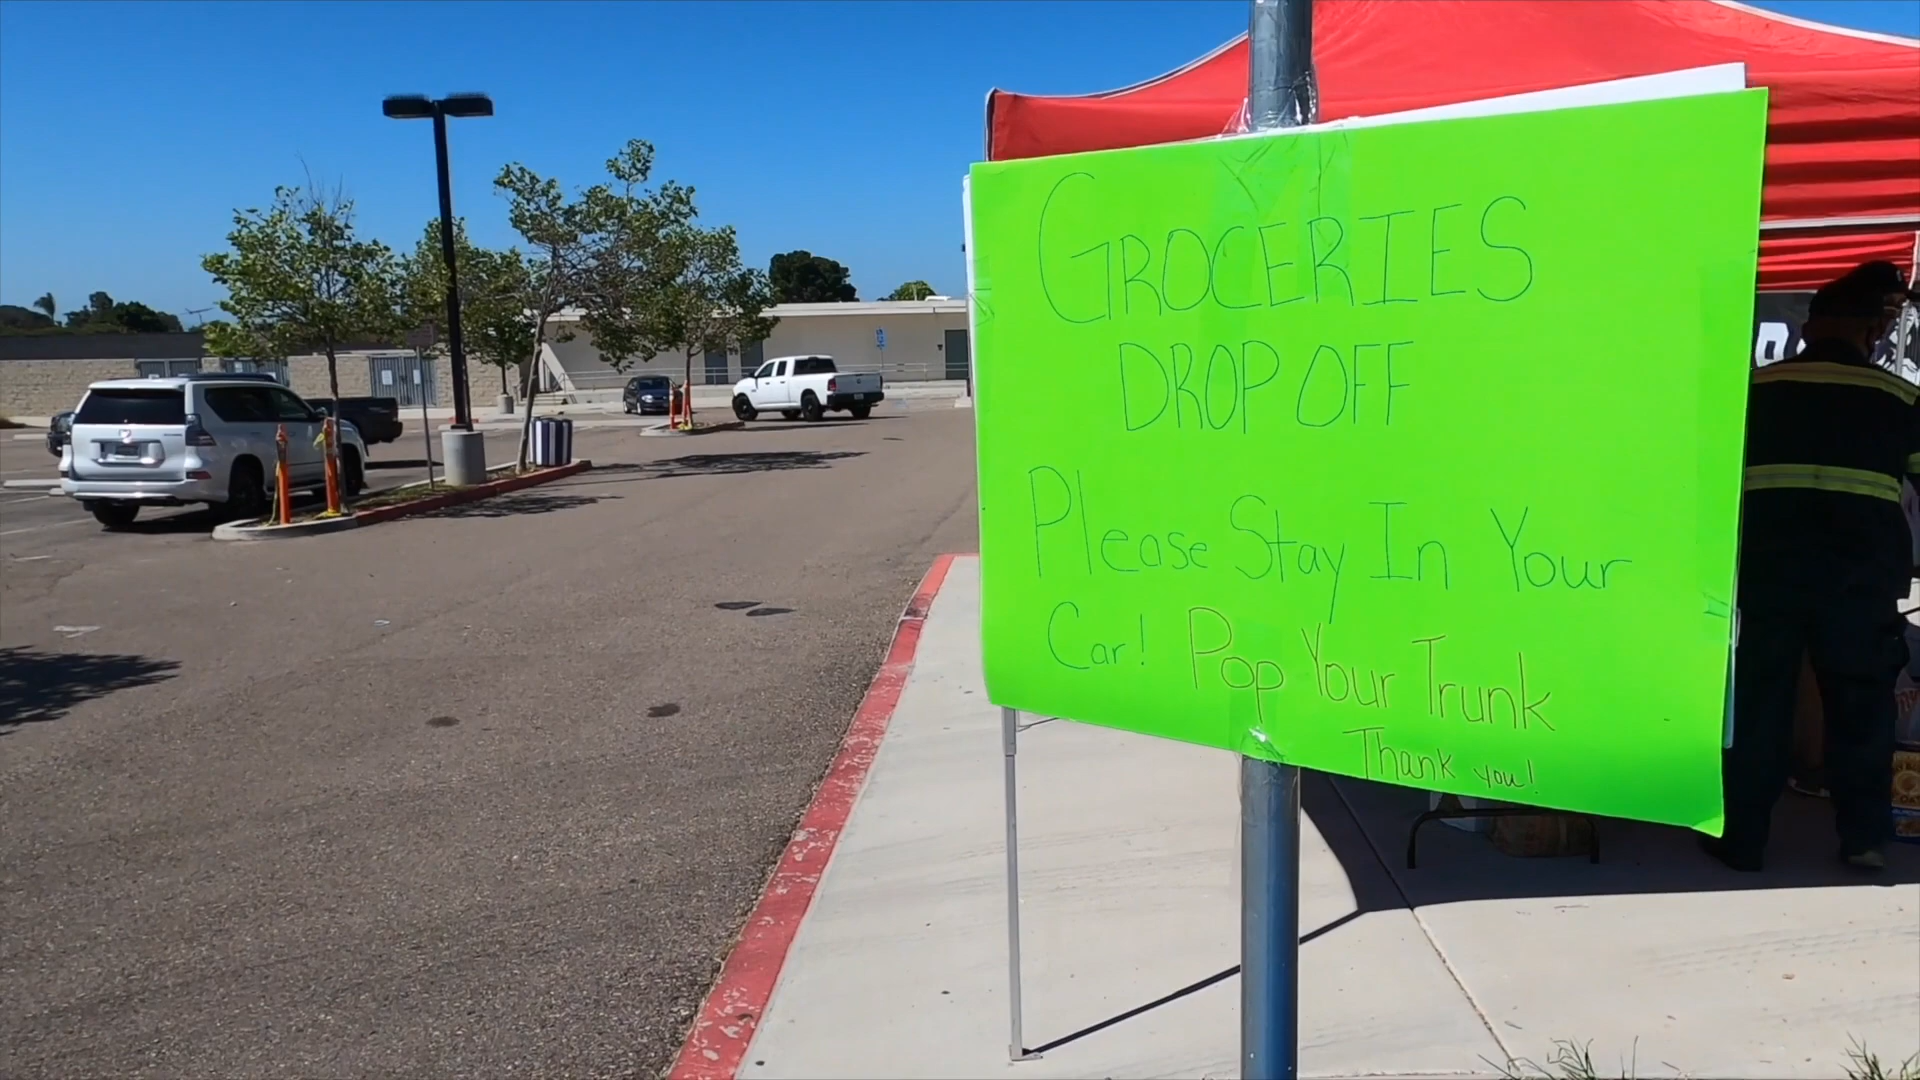 GROCERIES
DROP OFF
Please Stay In Your
Car! Pop Your Trunk
Thank you!